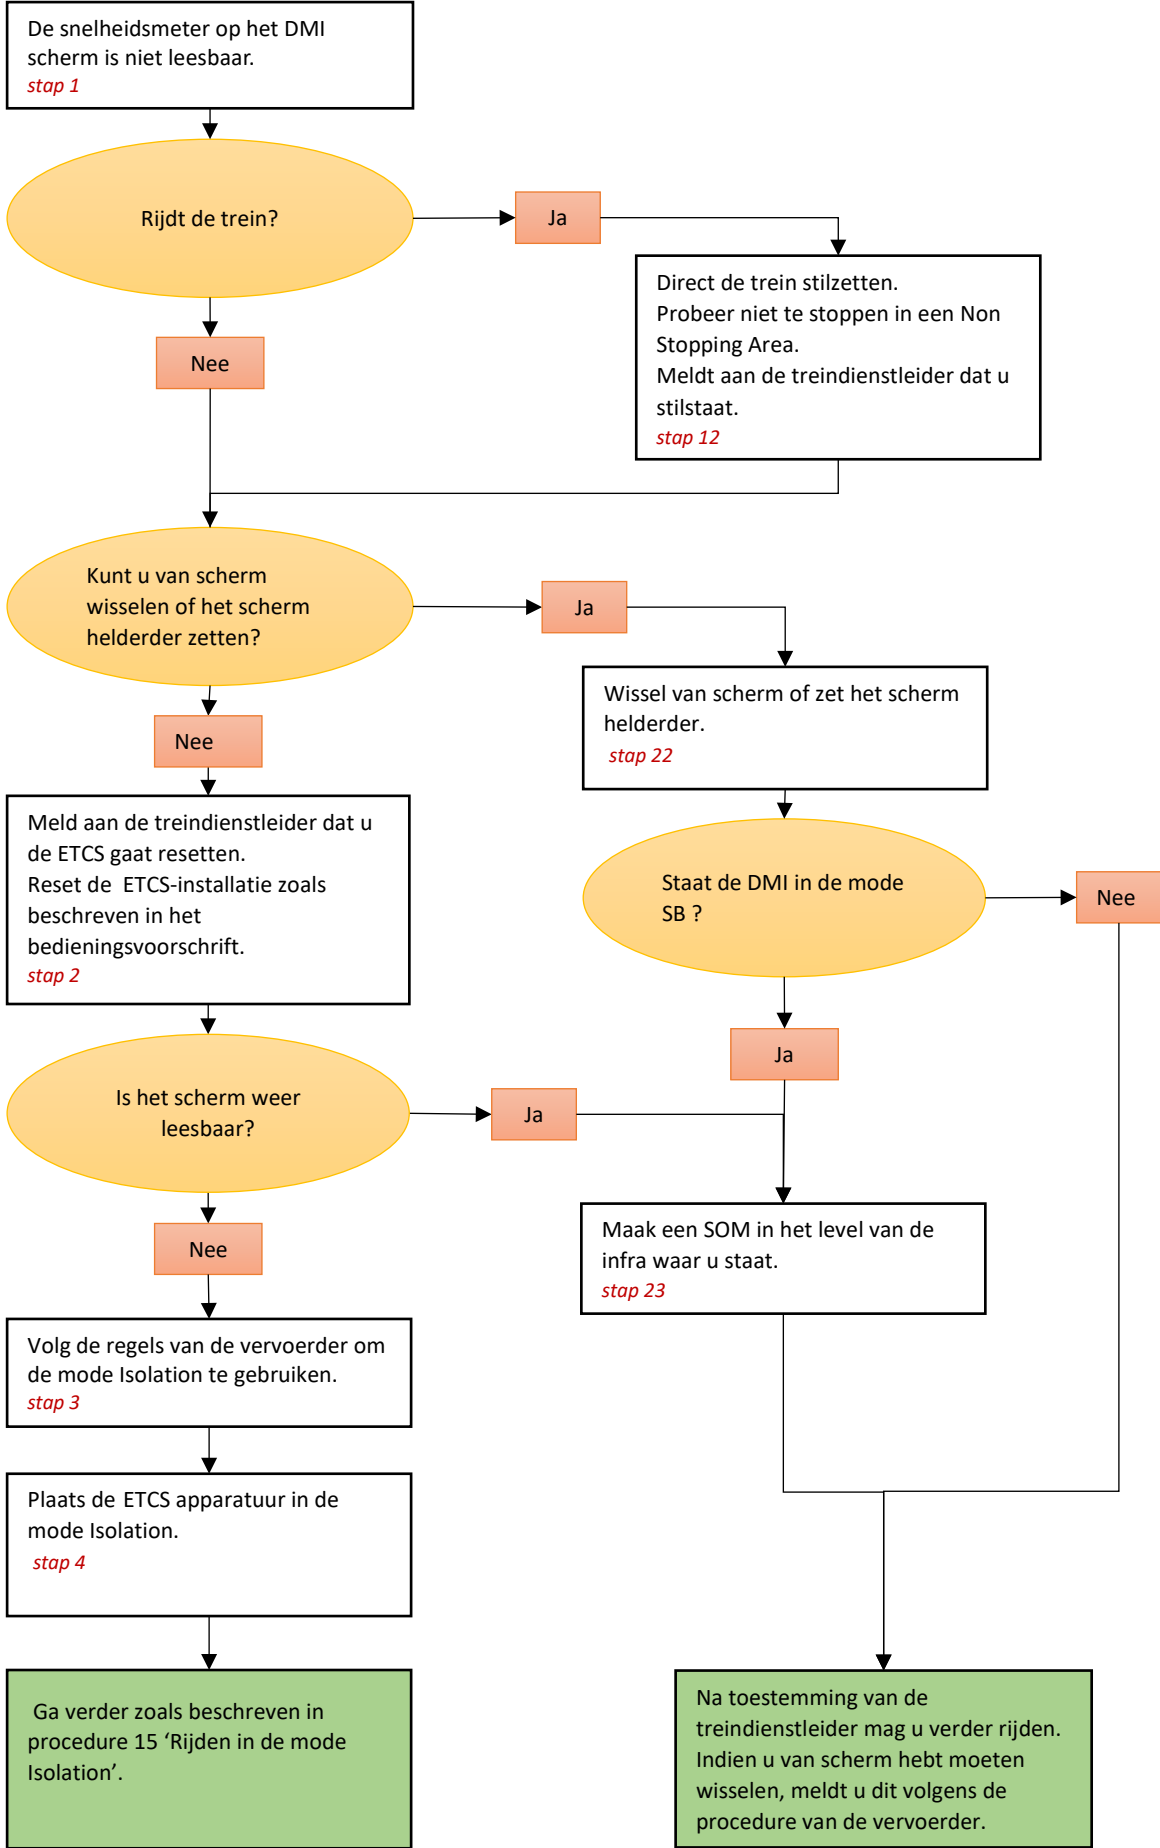 De snelheidsmeter op het DMI
scherm is niet leesbaar.
stap 1
Rijdt de trein?
Ja
Direct de trein stilzetten.
Probeer niet te stoppen in een Non
Stopping Area.
Meldt aan de treindienstleider dat u
stilstaat.
stap 12
Nee
Kunt u van scherm
wisselen of het scherm
helderder zetten?
Ja
Wissel van scherm of zet het scherm
helderder.
stap 22
Nee
Meld aan de treindienstleider dat u
de ETCS gaat resetten.
Reset de ETCS-installatie zoals
beschreven in het
bedieningsvoorschrift.
stap 2
Staat de DMI in de mode
SB ?
Nee
Ja
Is het scherm weer
leesbaar?
Ja
Maak een SOM in het level van de
infra waar u staat.
stap 23
Nee
Volg de regels van de vervoerder om
de mode Isolation te gebruiken.
stap 3
Plaats de ETCS apparatuur in de
mode Isolation.
stap 4
Ga verder zoals beschreven in
procedure 15 ‘Rijden in de mode
Isolation’.
Na toestemming van de
treindienstleider mag u verder rijden.
Indien u van scherm hebt moeten
wisselen, meldt u dit volgens de
procedure van de vervoerder.